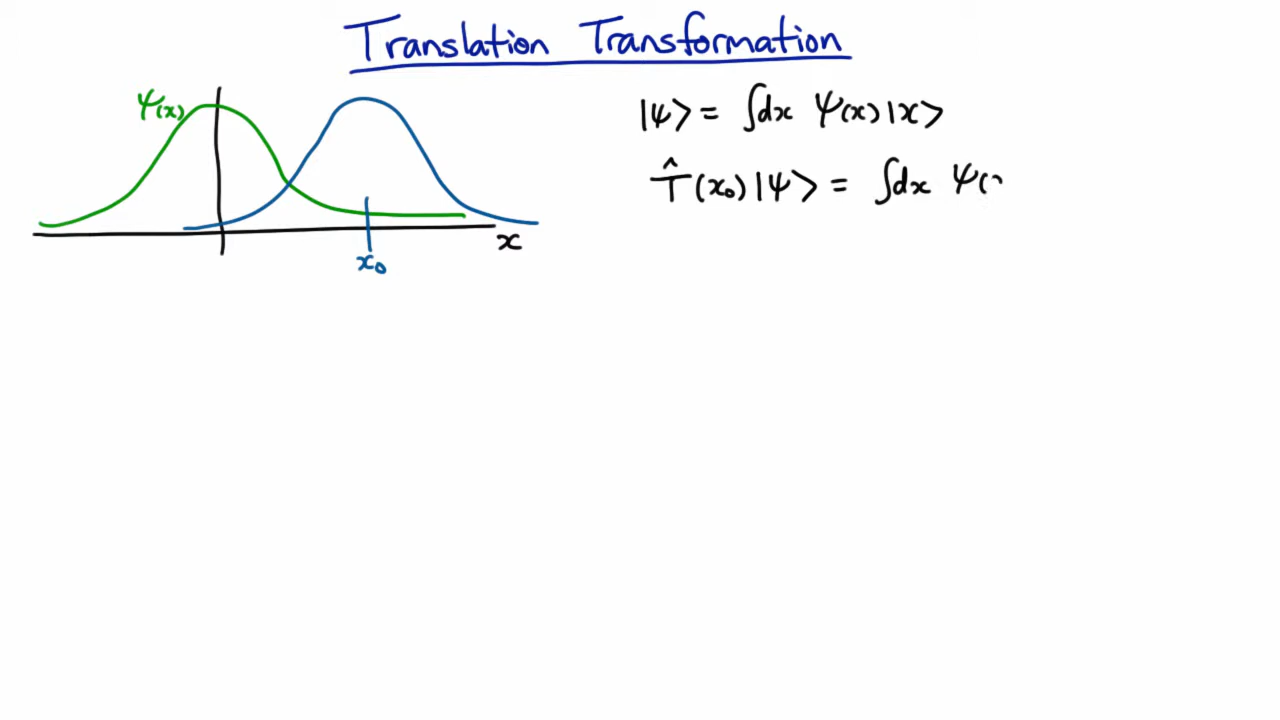 Translation Transformation
ψ(x)
x₀
x
|ψ> = ∫dx ψ(x)|x>
T̂(x₀)|ψ> = ∫dx ψ(